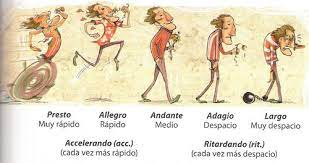 Presto Allegro Andante Adagio Largo
Muy rápido Rápido Medio Despacio Muy despacio
Accelerando (acc.) Ritardando (rit.)
(cada vez más rápido) (cada vez más despacio)